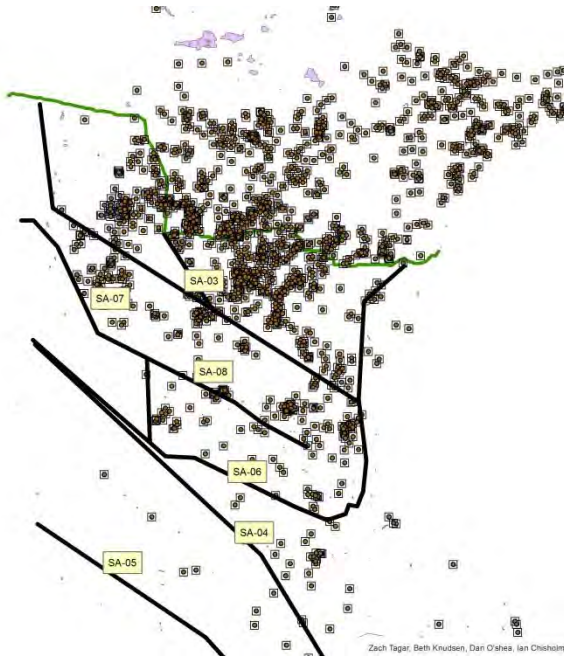 SA-03
SA-07
SA-08
SA-06
SA-04
SA-05
Zach Tagar, Beth Knudsen, Dan O'shea, Ian Chisholm